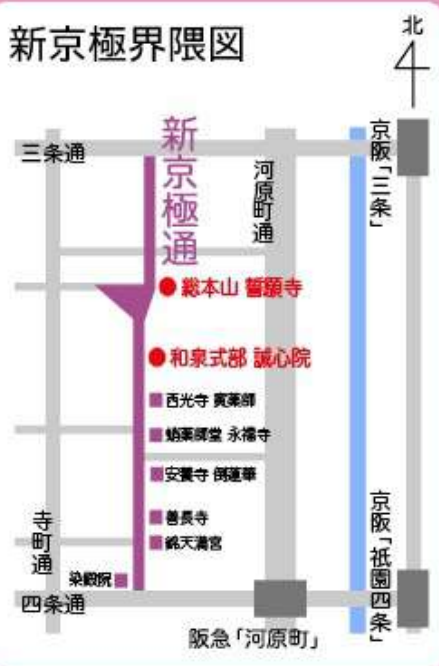 新京極界隈図
北
三条通
新京極通
河原町通
京阪「三条」
総本山 誓願寺
和泉式部 誠心院
西光寺 寅薬師
蛸薬師堂 永福寺
安養寺 倒蓮華
善長寺
錦天満宮
染殿院
寺町通
四条通
京阪「祇園四条」
阪急「河原町」